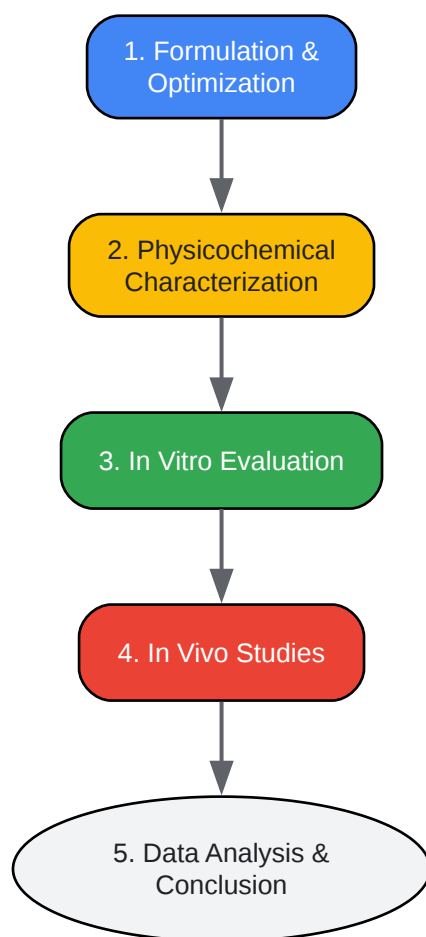 1. Formulation &
Optimization
2. Physicochemical
Characterization
3. In Vitro Evaluation
4. In Vivo Studies
5. Data Analysis &
Conclusion